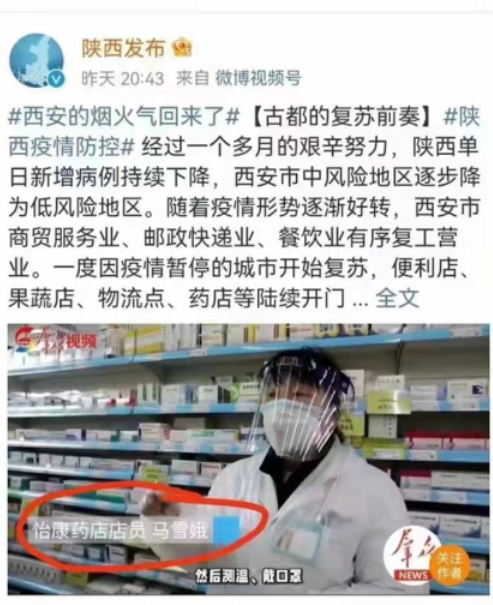 陕西发布
昨天 20:43 来自 微博视频号
#西安的烟火气回来了#【古都的复苏前奏】#陕
西疫情防控# 经过一个多月的艰辛努力，陕西单
日新增病例持续下降，西安市中风险地区逐步降
为低风险地区。随着疫情形势逐渐好转，西安市
商贸服务业、邮政快递业、餐饮业有序复工营
业。一度因疫情暂停的城市开始复苏，便利店、
果蔬店、物流点、药店等陆续开门 ... 全文
群众视频
怡康药店店员 马雪娥
群众
NEWS
关注
作者
然后测温、戴口罩